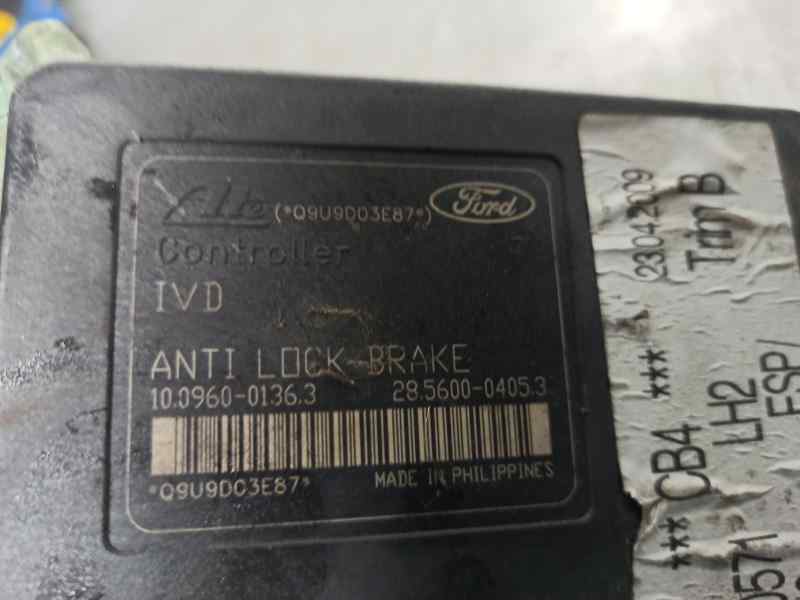 Ate (*Q9U9D03E87*) Ford
Controller
IVD
ANTI LOCK-BRAKE
10.0960-0136.3 28.5600-0405.3
*Q9U9D03E87* MADE IN PHILIPPINES
23042009
Trim B
*** CB4 ***
LH2
ESP/
0571